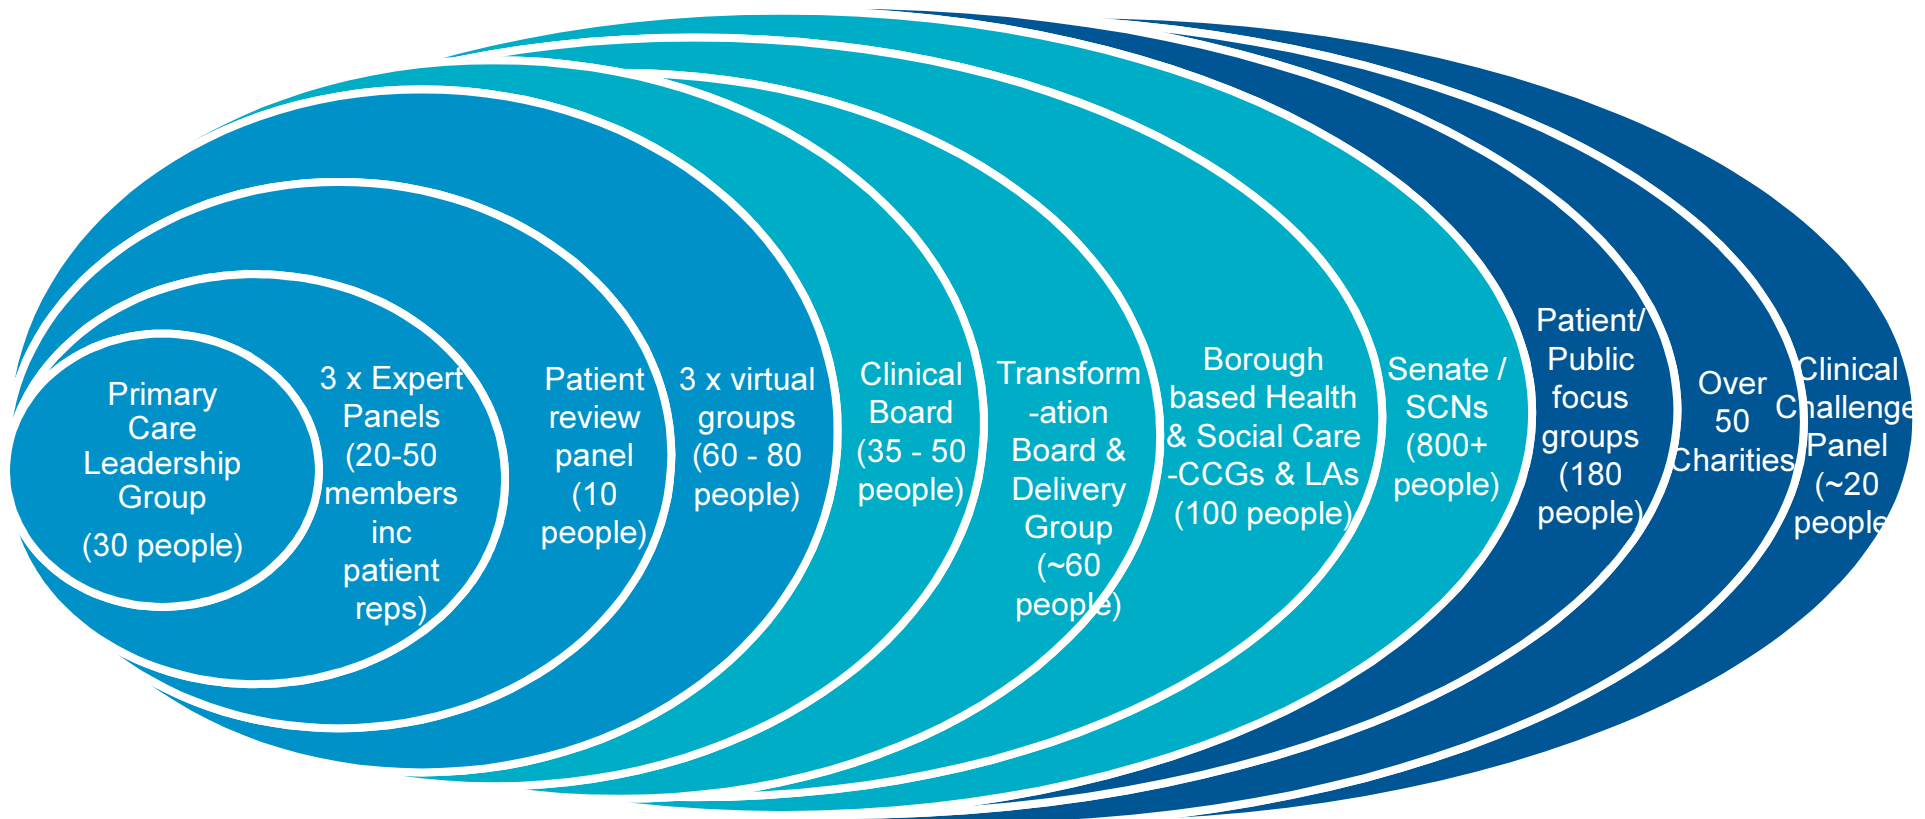 Primary
Care
Leadership
Group
(30 people)
3 x Expert
Panels
(20-50
members
inc
patient
reps)
Patient
review
panel
(10
people)
3 x virtual
groups
(60 - 80
people)
Clinical
Board
(35 - 50
people)
Transform
-ation
Board &
Delivery
Group
(~60
people)
Borough
based Health
& Social Care
-CCGs & LAs
(100 people)
Senate /
SCNs
(800+
people)
Patient/
Public
focus
groups
(180
people)
Over
50
Charities
Clinical
Challenge
Panel
(~20
people